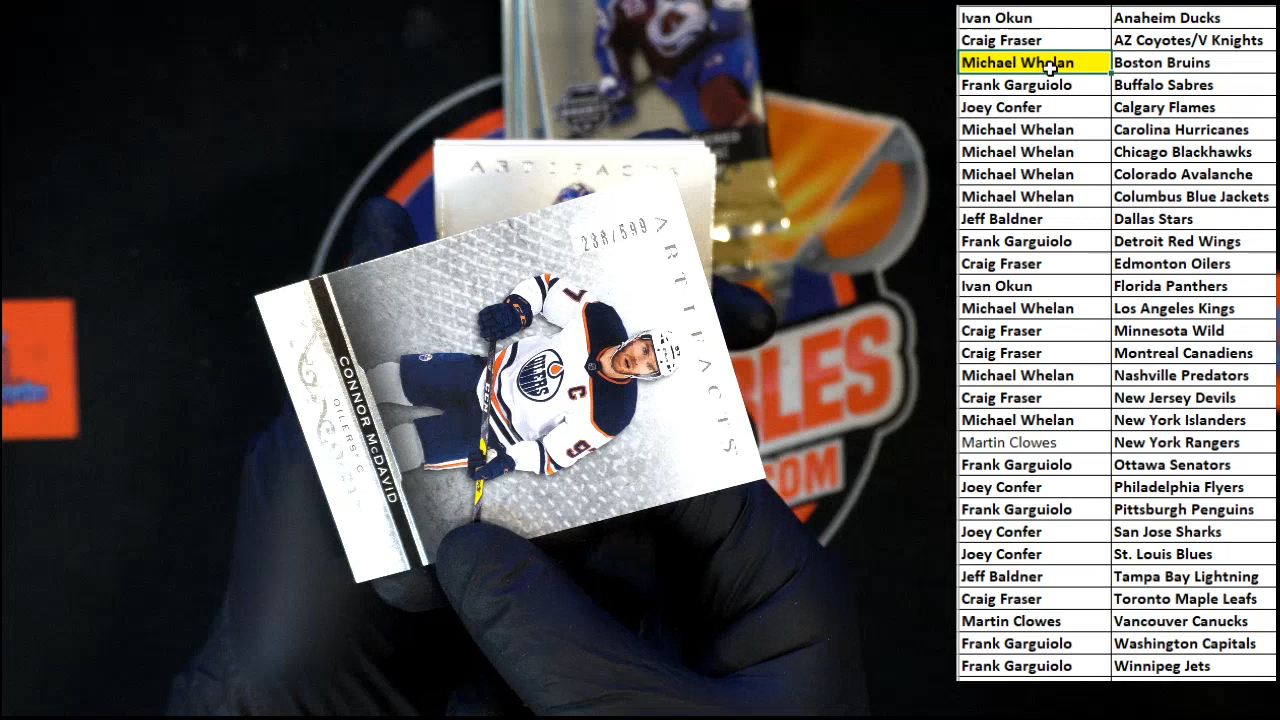 ARTIFACTS
238/599
ARTIFACTS
CONNOR McDAVID
OILERS • C
OILERS
C
BLES
.COM
Ivan Okun Anaheim Ducks
Craig Fraser AZ Coyotes/V Knights
Michael Whelan Boston Bruins
Frank Garguiolo Buffalo Sabres
Joey Confer Calgary Flames
Michael Whelan Carolina Hurricanes
Michael Whelan Chicago Blackhawks
Michael Whelan Colorado Avalanche
Michael Whelan Columbus Blue Jackets
Jeff Baldner Dallas Stars
Frank Garguiolo Detroit Red Wings
Craig Fraser Edmonton Oilers
Ivan Okun Florida Panthers
Michael Whelan Los Angeles Kings
Craig Fraser Minnesota Wild
Craig Fraser Montreal Canadiens
Michael Whelan Nashville Predators
Craig Fraser New Jersey Devils
Michael Whelan New York Islanders
Martin Clowes New York Rangers
Frank Garguiolo Ottawa Senators
Joey Confer Philadelphia Flyers
Frank Garguiolo Pittsburgh Penguins
Joey Confer San Jose Sharks
Joey Confer St. Louis Blues
Jeff Baldner Tampa Bay Lightning
Craig Fraser Toronto Maple Leafs
Martin Clowes Vancouver Canucks
Frank Garguiolo Washington Capitals
Frank Garguiolo Winnipeg Jets